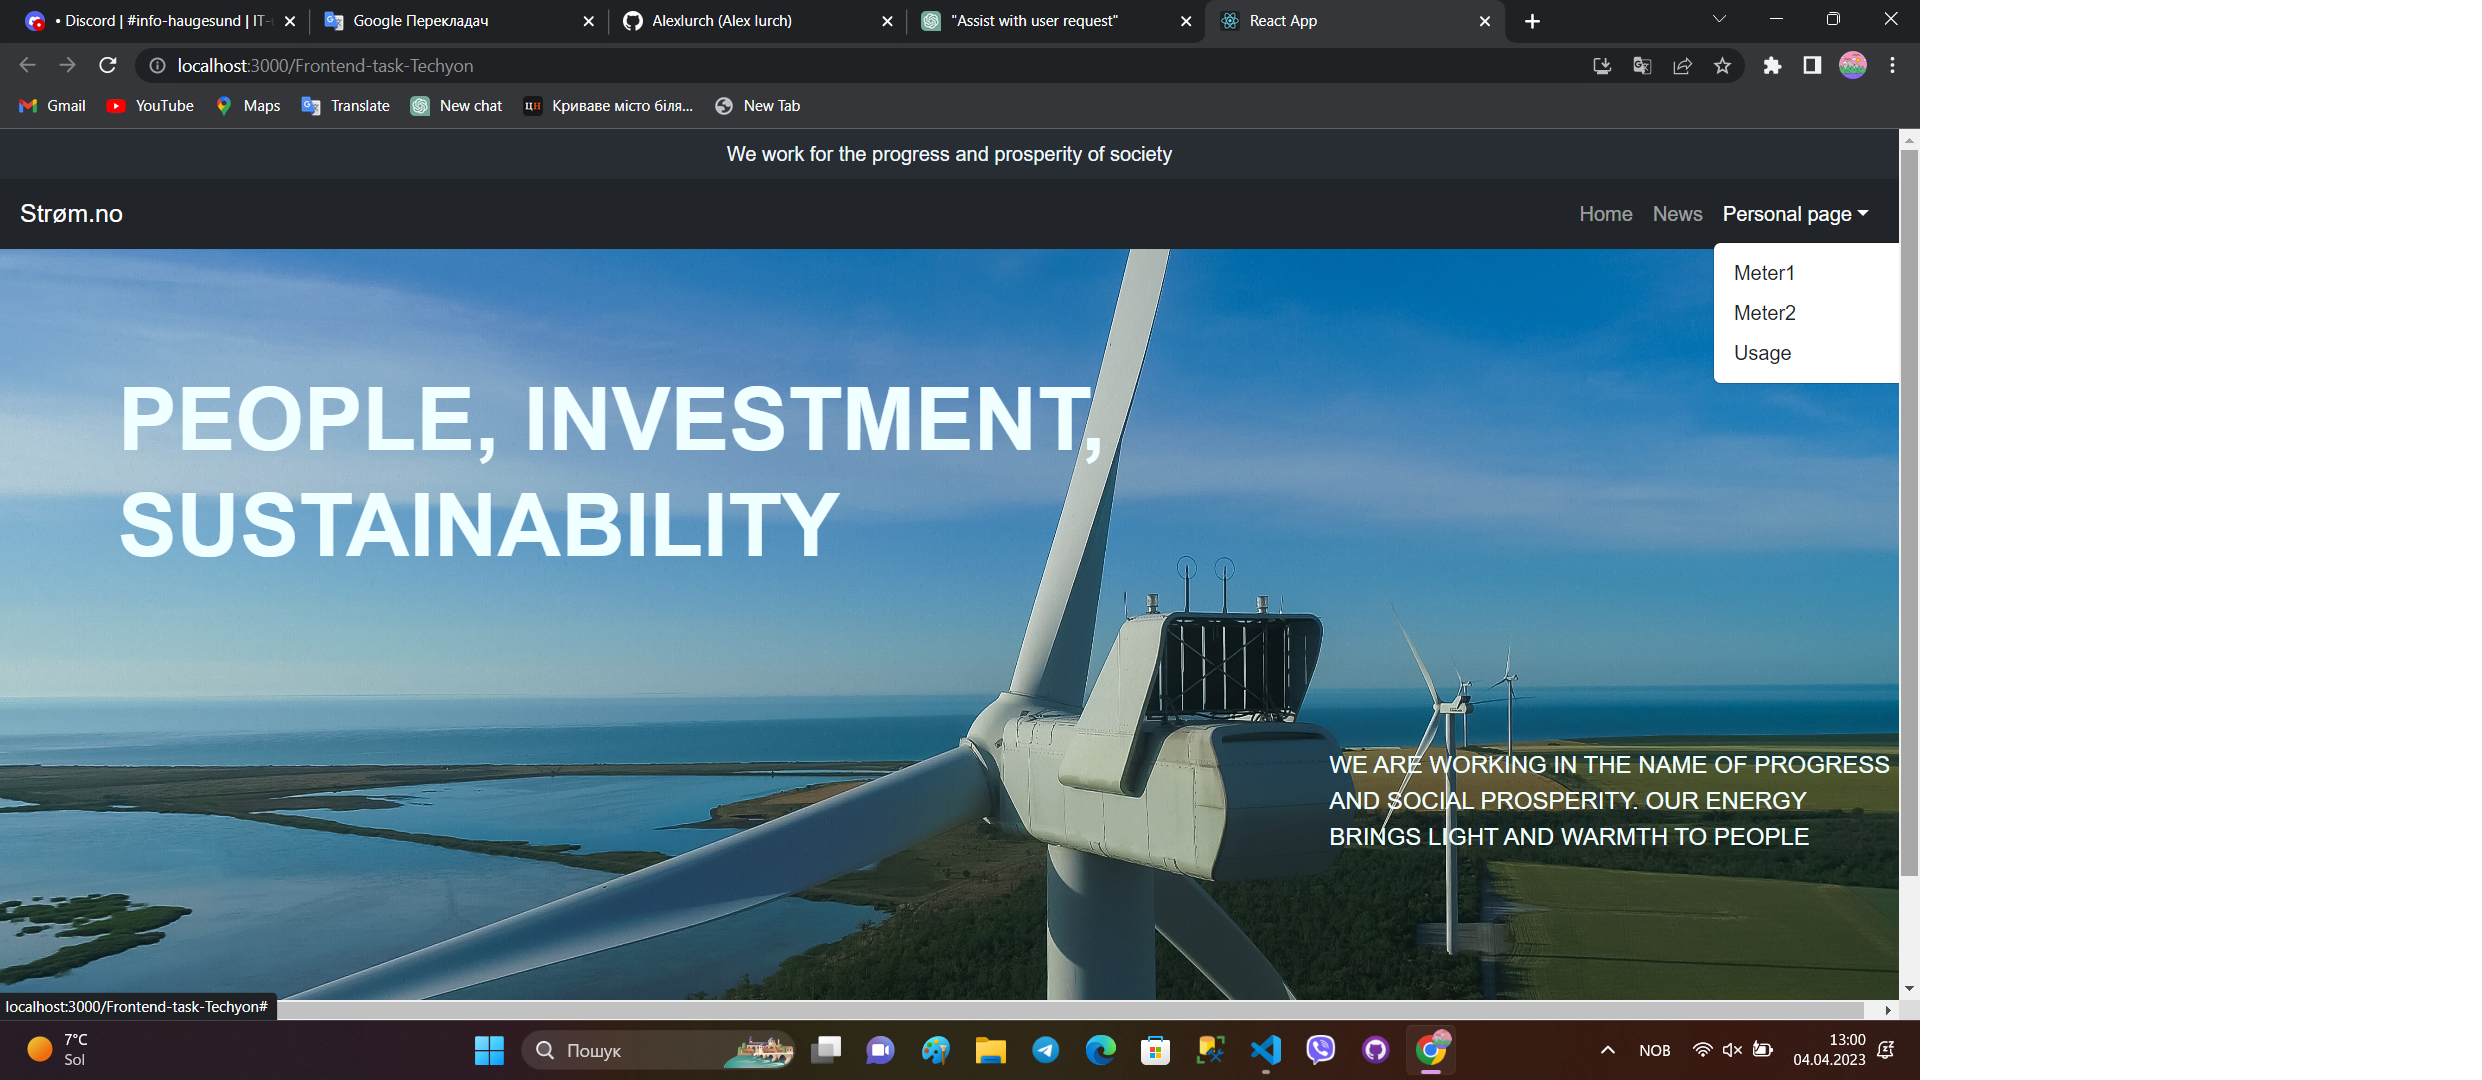 • Discord | #info-haugesund | IT-
Google Перекладач
AlexIurch (Alex Iurch)
"Assist with user request"
React App
localhost:3000/Frontend-task-Techyon
Gmail
YouTube
Maps
Translate
New chat
ЦН
Криваве місто біля...
New Tab
We work for the progress and prosperity of society
Strøm.no
Home
News
Personal page
Meter1
Meter2
Usage
PEOPLE, INVESTMENT,
SUSTAINABILITY
WE ARE WORKING IN THE NAME OF PROGRESS
AND SOCIAL PROSPERITY. OUR ENERGY
BRINGS LIGHT AND WARMTH TO PEOPLE
localhost:3000/Frontend-task-Techyon#
7°C
Sol
Пошук
NOB
13:00
04.04.2023